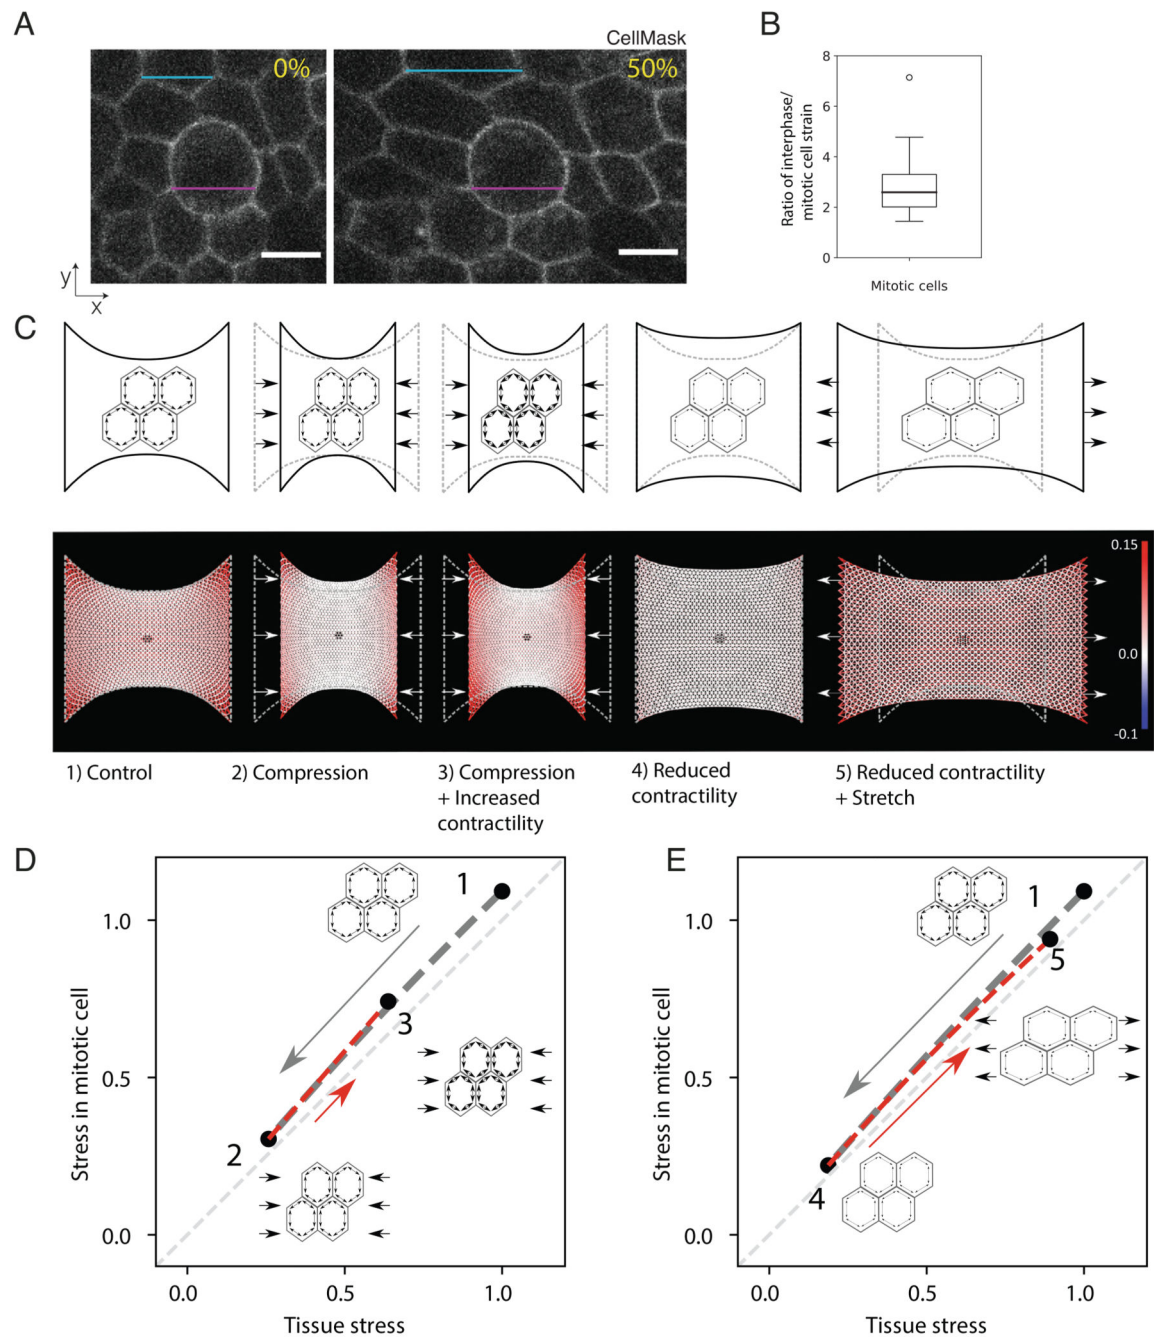 A
CellMask
0%
50%
y
x
B
Ratio of interphase/
mitotic cell strain
8
6
4
2
0
Mitotic cells
C
0.15
0.0
-0.1
1) Control
2) Compression
3) Compression
+ Increased
contractility
4) Reduced
contractility
5) Reduced contractility
+ Stretch
D
Stress in mitotic cell
1.0
0.5
0.0
1
3
2
0.0 0.5 1.0
Tissue stress
E
Stress in mitotic cell
1.0
0.5
0.0
1
5
4
0.0 0.5 1.0
Tissue stress